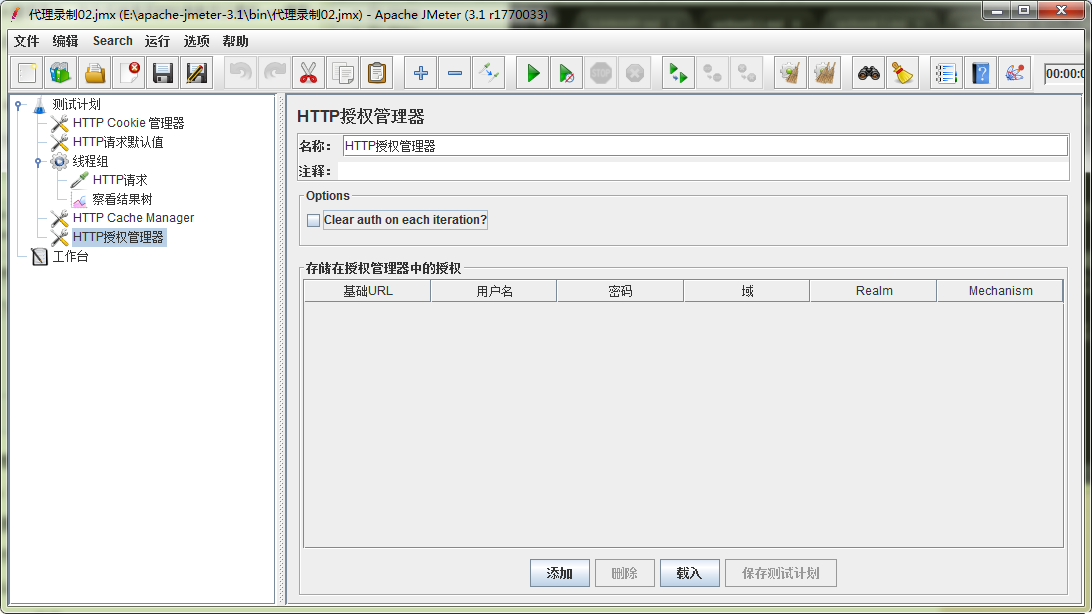 代理录制02.jmx (E:\apache-jmeter-3.1\bin\代理录制02.jmx) - Apache JMeter (3.1 r1770033)
文件 编辑 Search 运行 选项 帮助
STOP 00:00:0
测试计划
HTTP Cookie 管理器
HTTP请求默认值
线程组
HTTP请求
察看结果树
HTTP Cache Manager
HTTP授权管理器
工作台
HTTP授权管理器
名称： HTTP授权管理器
注释：
Options
Clear auth on each iteration?
存储在授权管理器中的授权
基础URL 用户名 密码 域 Realm Mechanism
添加 删除 载入 保存测试计划